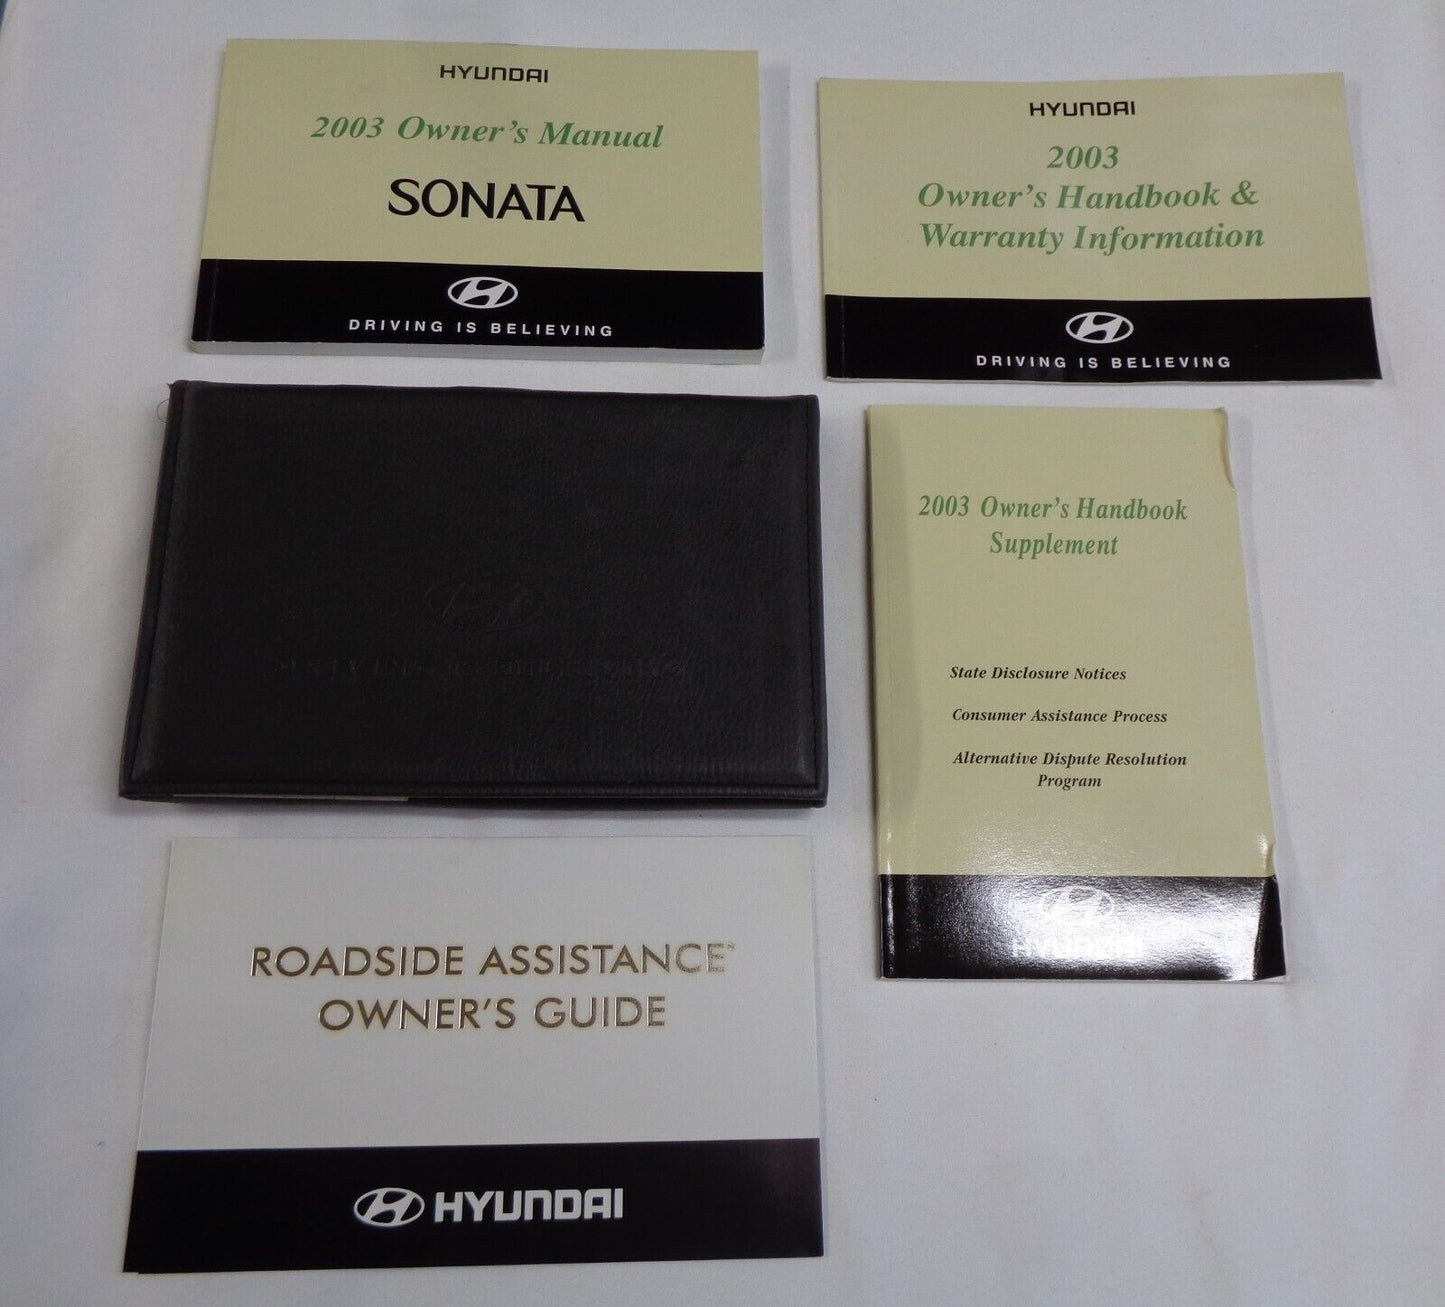 HYUNDAI
2003 Owner's Manual
SONATA
DRIVING IS BELIEVING
HYUNDAI
2003
Owner's Handbook &
Warranty Information
DRIVING IS BELIEVING
2003 Owner's Handbook
Supplement
State Disclosure Notices
Consumer Assistance Process
Alternative Dispute Resolution
Program
HYUNDAI
ROADSIDE ASSISTANCE
OWNER'S GUIDE
HYUNDAI